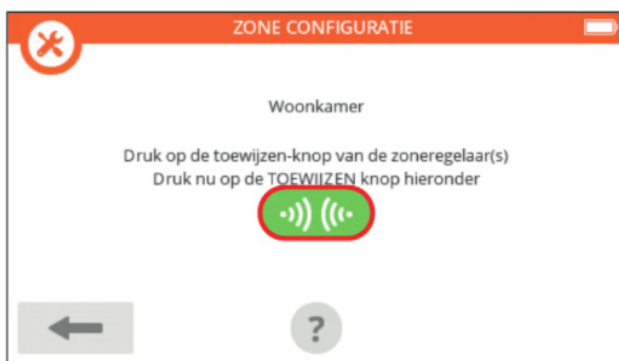 ZONE CONFIGURATIE
Woonkamer
Druk op de toewijzen-knop van de zoneregelaar(s)
Druk nu op de TOEWIJZEN knop hieronder
?